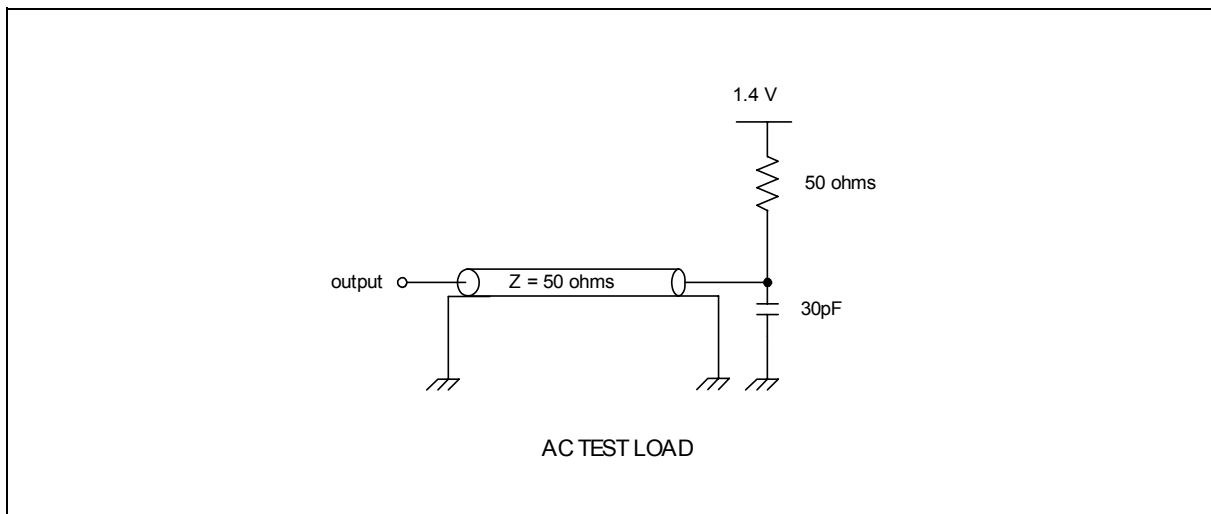 1.4 V
50 ohms
output
Z = 50 ohms
30pF
AC TEST LOAD